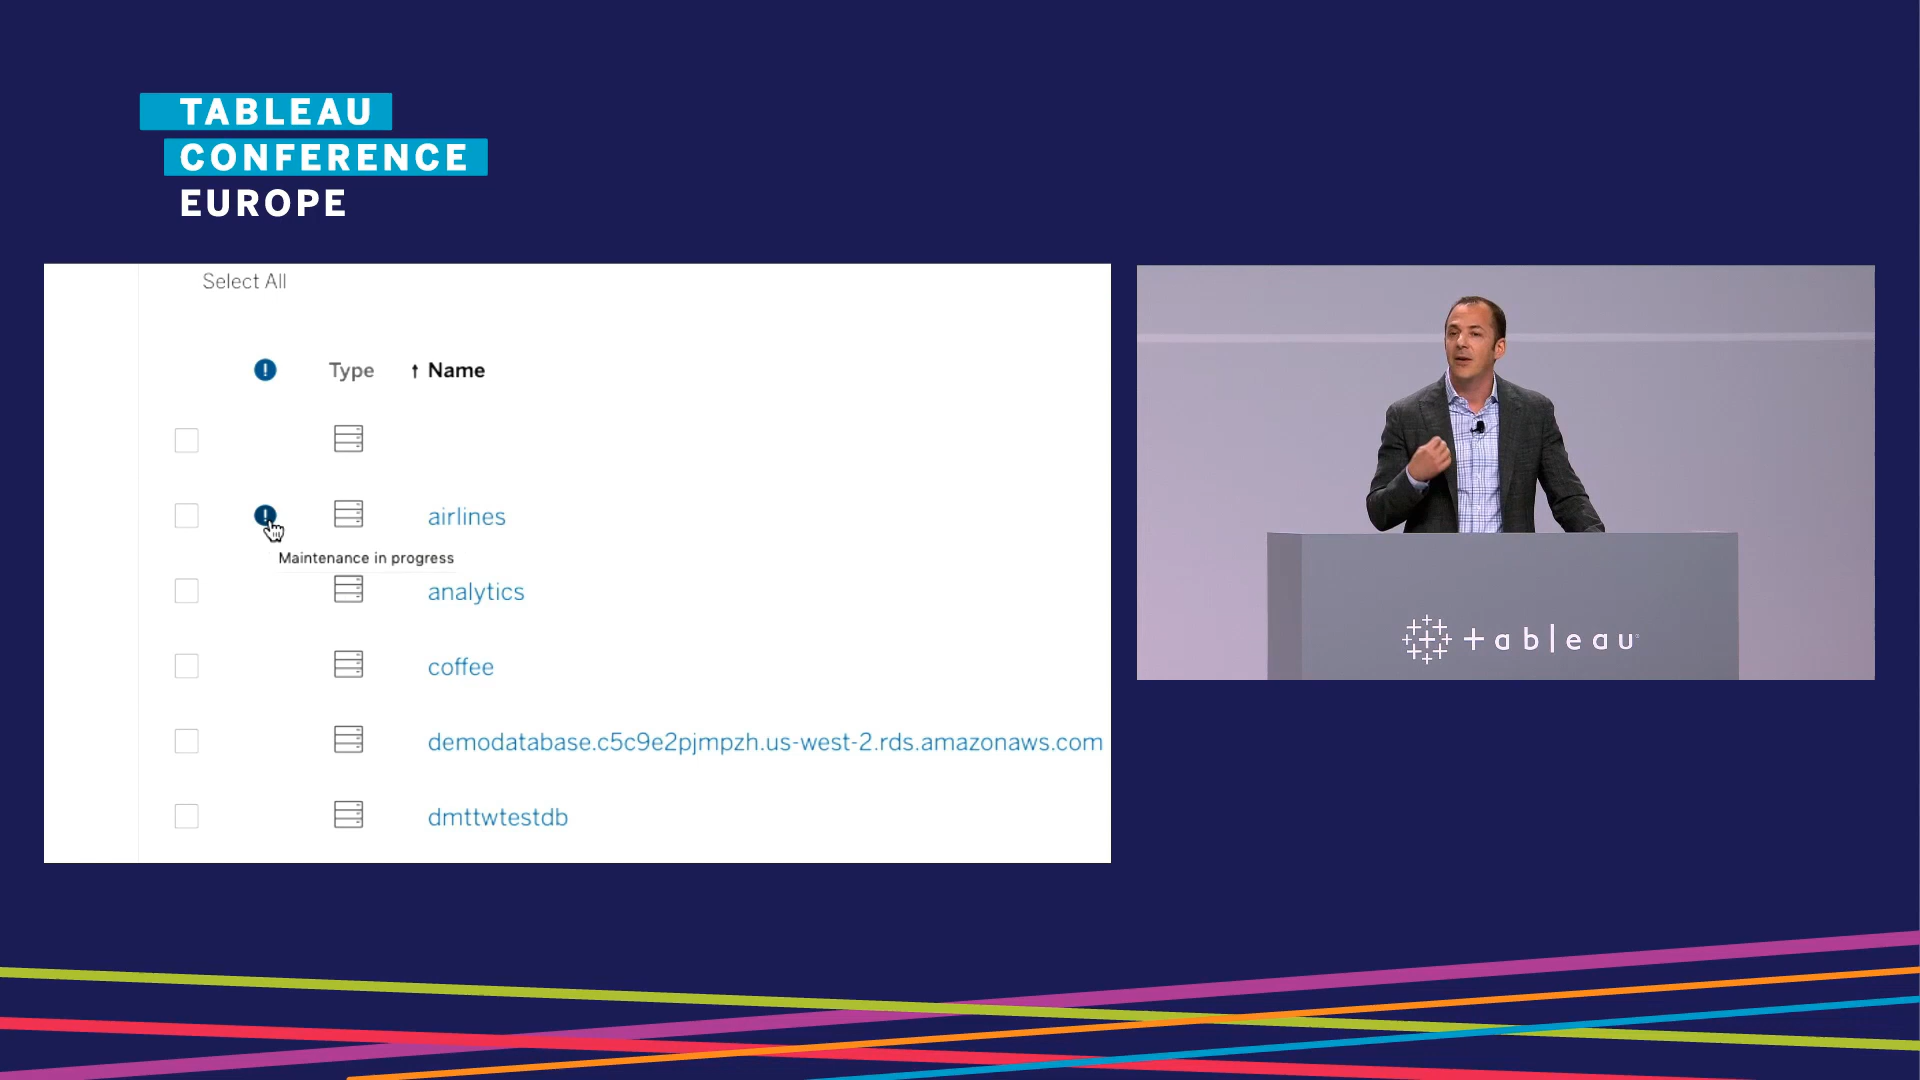 TABLEAU
CONFERENCE
EUROPE
Select All
! Type ↑ Name
! airlines
Maintenance in progress
analytics
coffee
demodatabase.c5c9e2pjmpzh.us-west-2.rds.amazonaws.com
dmttwtestdb
+ableau